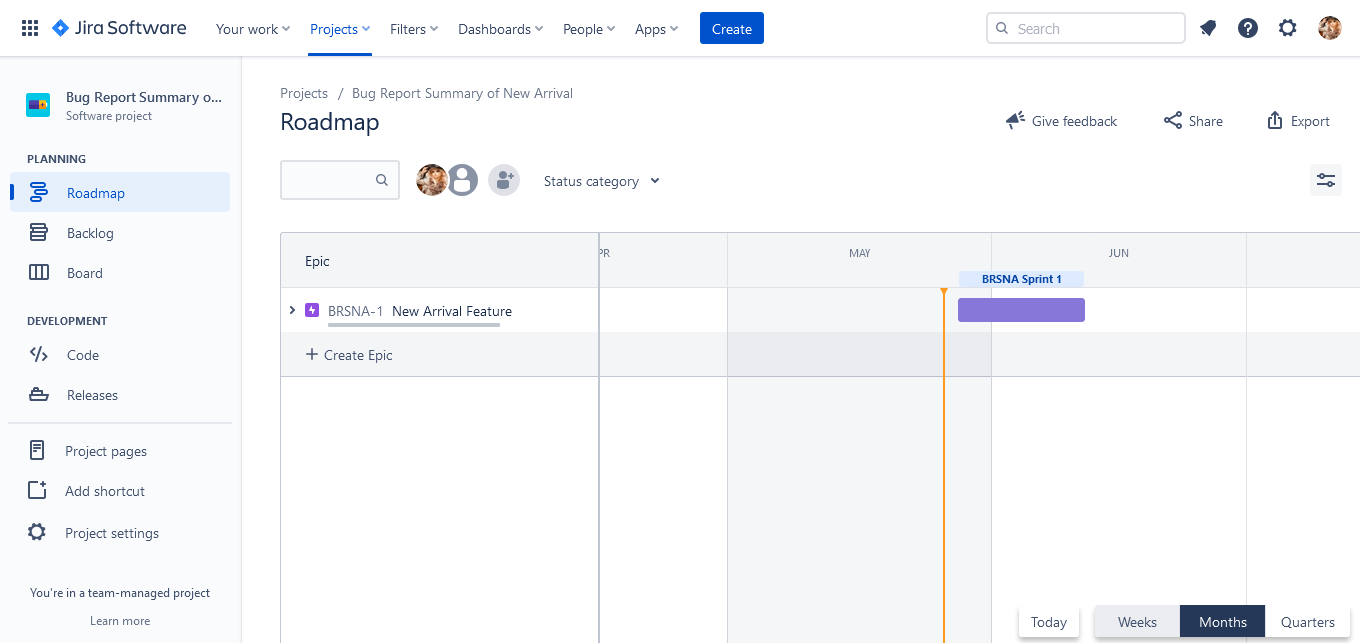 Jira Software
Your work
Projects
Filters
Dashboards
People
Apps
Create
Search
Bug Report Summary o...
Software project
PLANNING
Roadmap
Backlog
Board
DEVELOPMENT
Code
Releases
Project pages
Add shortcut
Project settings
You're in a team-managed project
Learn more
Projects / Bug Report Summary of New Arrival
Roadmap
Give feedback
Share
Export
Status category
Epic
PR
MAY
JUN
BRSNA Sprint 1
BRSNA-1 New Arrival Feature
+ Create Epic
Today
Weeks
Months
Quarters